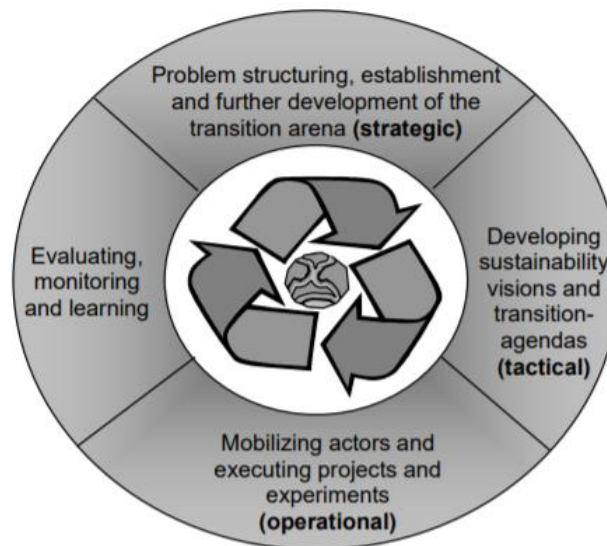 Problem structuring, establishment
and further development of the
transition arena (strategic)
Developing
sustainability
visions and
transition-
agendas
(tactical)
Mobilizing actors and
executing projects and
experiments
(operational)
Evaluating,
monitoring
and learning